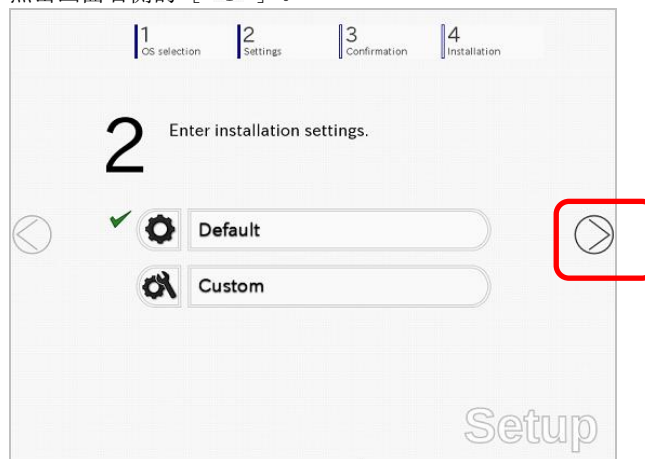 1
OS selection
2
Settings
3
Confirmation
4
Installation
2
Enter installation settings.
Default
Custom
Setup